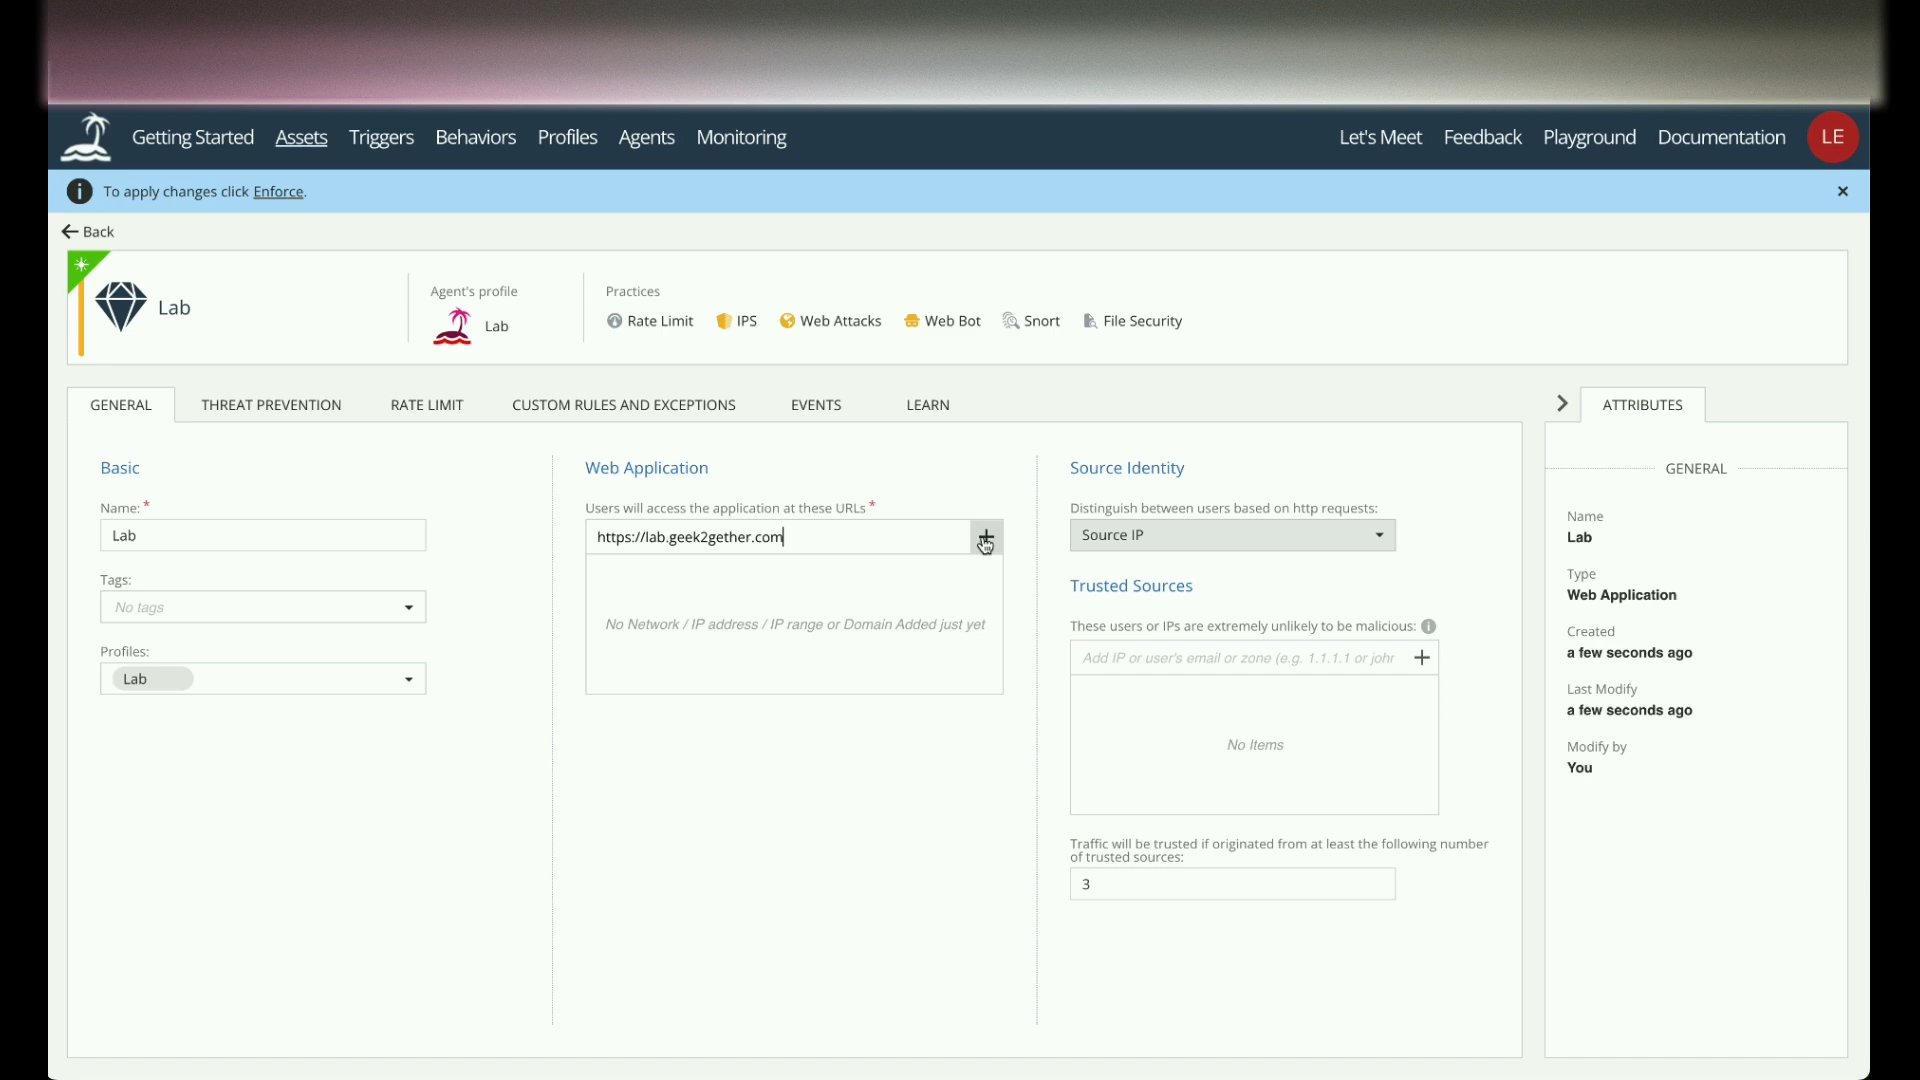 Getting Started Assets Triggers Behaviors Profiles Agents Monitoring Let's Meet Feedback Playground Documentation LE
To apply changes click Enforce.
Back
Lab
Agent's profile
Lab
Practices
Rate Limit IPS Web Attacks Web Bot Snort File Security
GENERAL THREAT PREVENTION RATE LIMIT CUSTOM RULES AND EXCEPTIONS EVENTS LEARN
Basic
Name: *
Lab
Tags:
No tags
Profiles:
Lab
Web Application
Users will access the application at these URLs *
https://lab.geek2gether.com
No Network / IP address / IP range or Domain Added just yet
Source Identity
Distinguish between users based on http requests:
Source IP
Trusted Sources
These users or IPs are extremely unlikely to be malicious:
Add IP or user's email or zone (e.g. 1.1.1.1 or johr
No Items
Traffic will be trusted if originated from at least the following number
of trusted sources:
3
ATTRIBUTES
GENERAL
Name
Lab
Type
Web Application
Created
a few seconds ago
Last Modify
a few seconds ago
Modify by
You